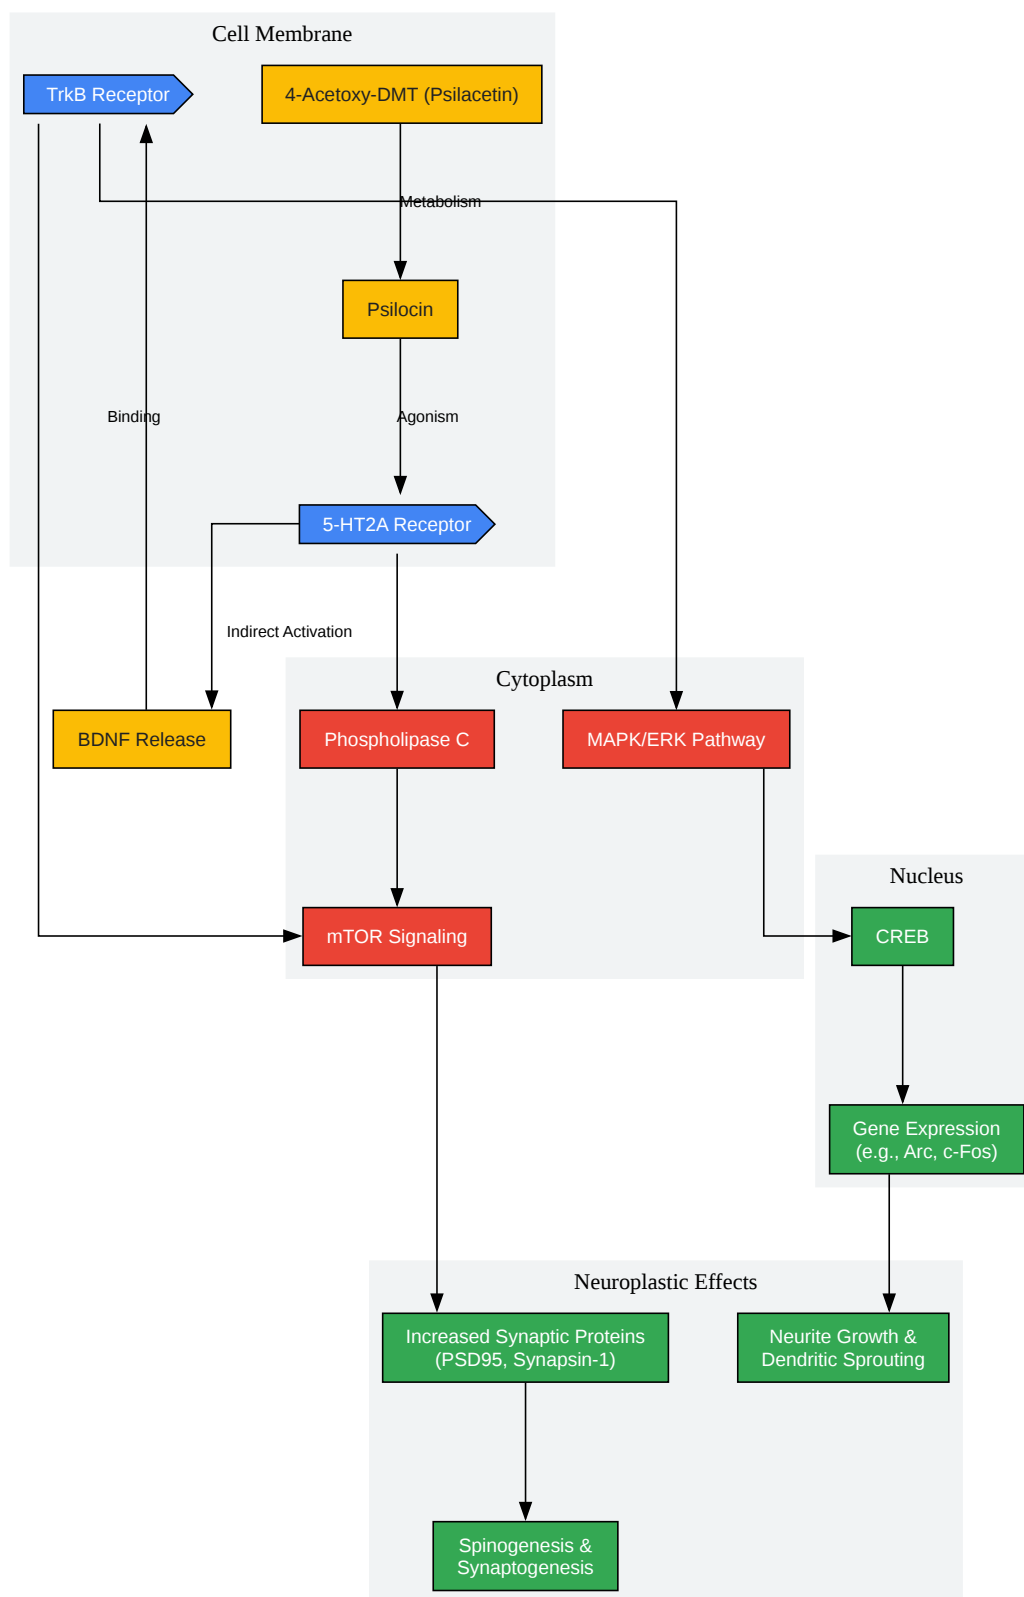 Cell Membrane
TrkB Receptor
4-Acetoxy-DMT (Psilacetin)
Metabolism
Psilocin
Binding
Agonism
5-HT2A Receptor
Indirect Activation
Cytoplasm
BDNF Release
Phospholipase C
MAPK/ERK Pathway
Nucleus
mTOR Signaling
CREB
Gene Expression
(e.g., Arc, c-Fos)
Neuroplastic Effects
Increased Synaptic Proteins
(PSD95, Synapsin-1)
Neurite Growth &
Dendritic Sprouting
Spinogenesis &
Synaptogenesis